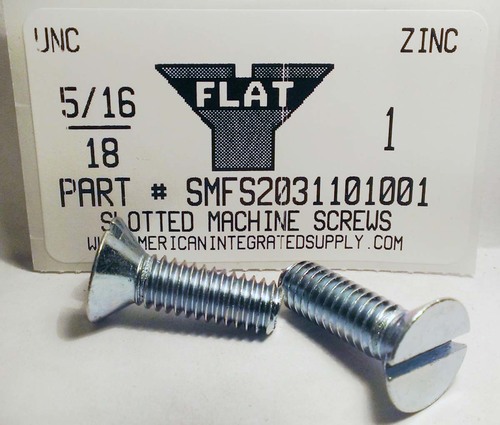 UNC ZINC
5/16
18
FLAT
1
PART # SMFS2031101001
SLOTTED MACHINE SCREWS
WWW.AMERICANINTEGRATEDSUPPLY.COM